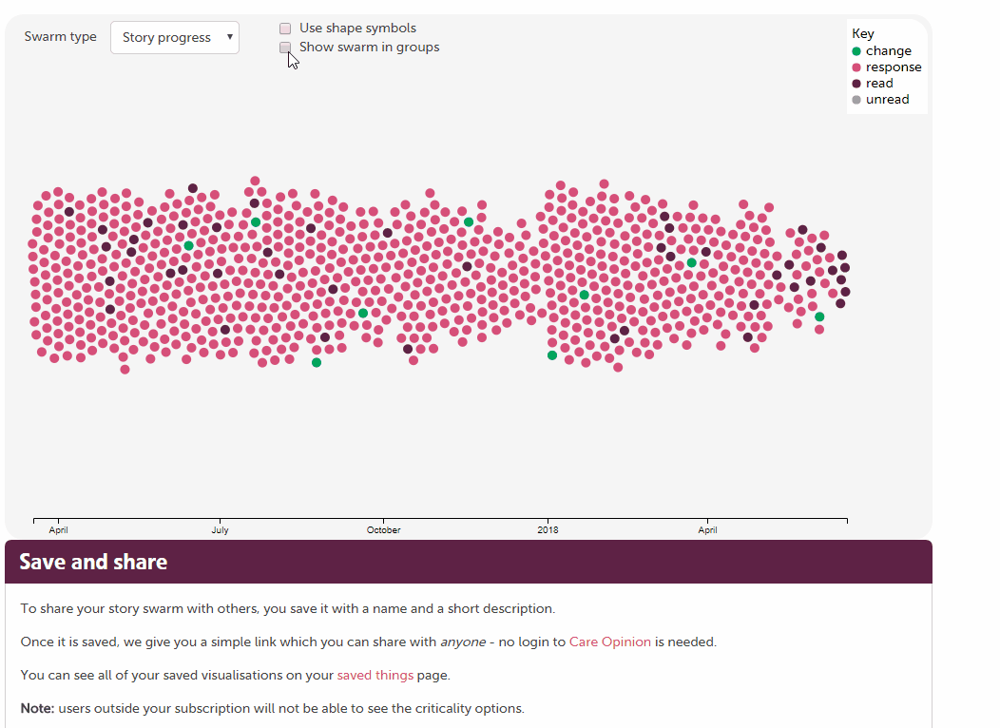 Swarm type
Story progress
Use shape symbols
Show swarm in groups
Key
change
response
read
unread
April July October 2018 April
Save and share
To share your story swarm with others, you save it with a name and a short description.
Once it is saved, we give you a simple link which you can share with anyone - no login to Care Opinion is needed.
You can see all of your saved visualisations on your saved things page.
Note: users outside your subscription will not be able to see the criticality options.